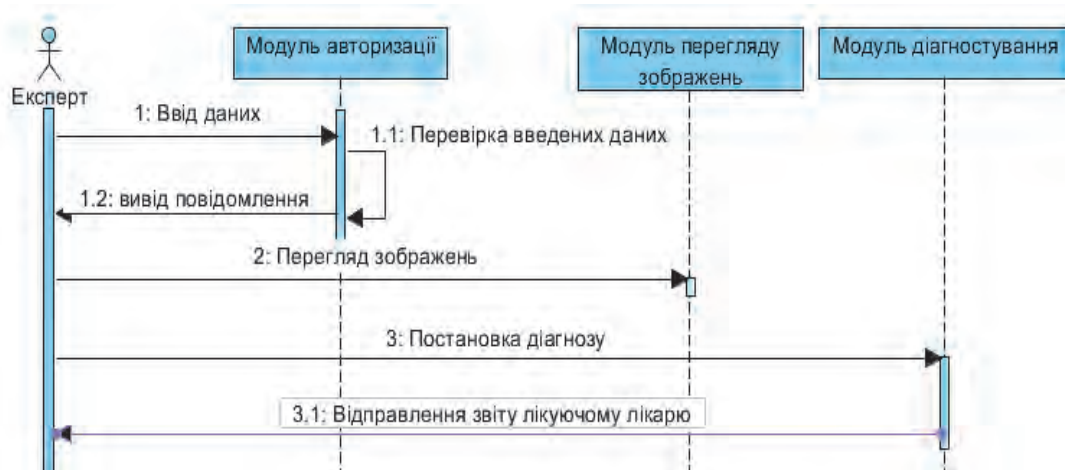 Модуль авторизації
Модуль перегляду
зображень
Модуль діагностування
Експерт
1: Ввід даних
1.1: Перевірка введених даних
1.2: вивід повідомлення
2: Перегляд зображень
3: Постановка діагнозу
3.1: Відправлення звіту лікуючому лікарю